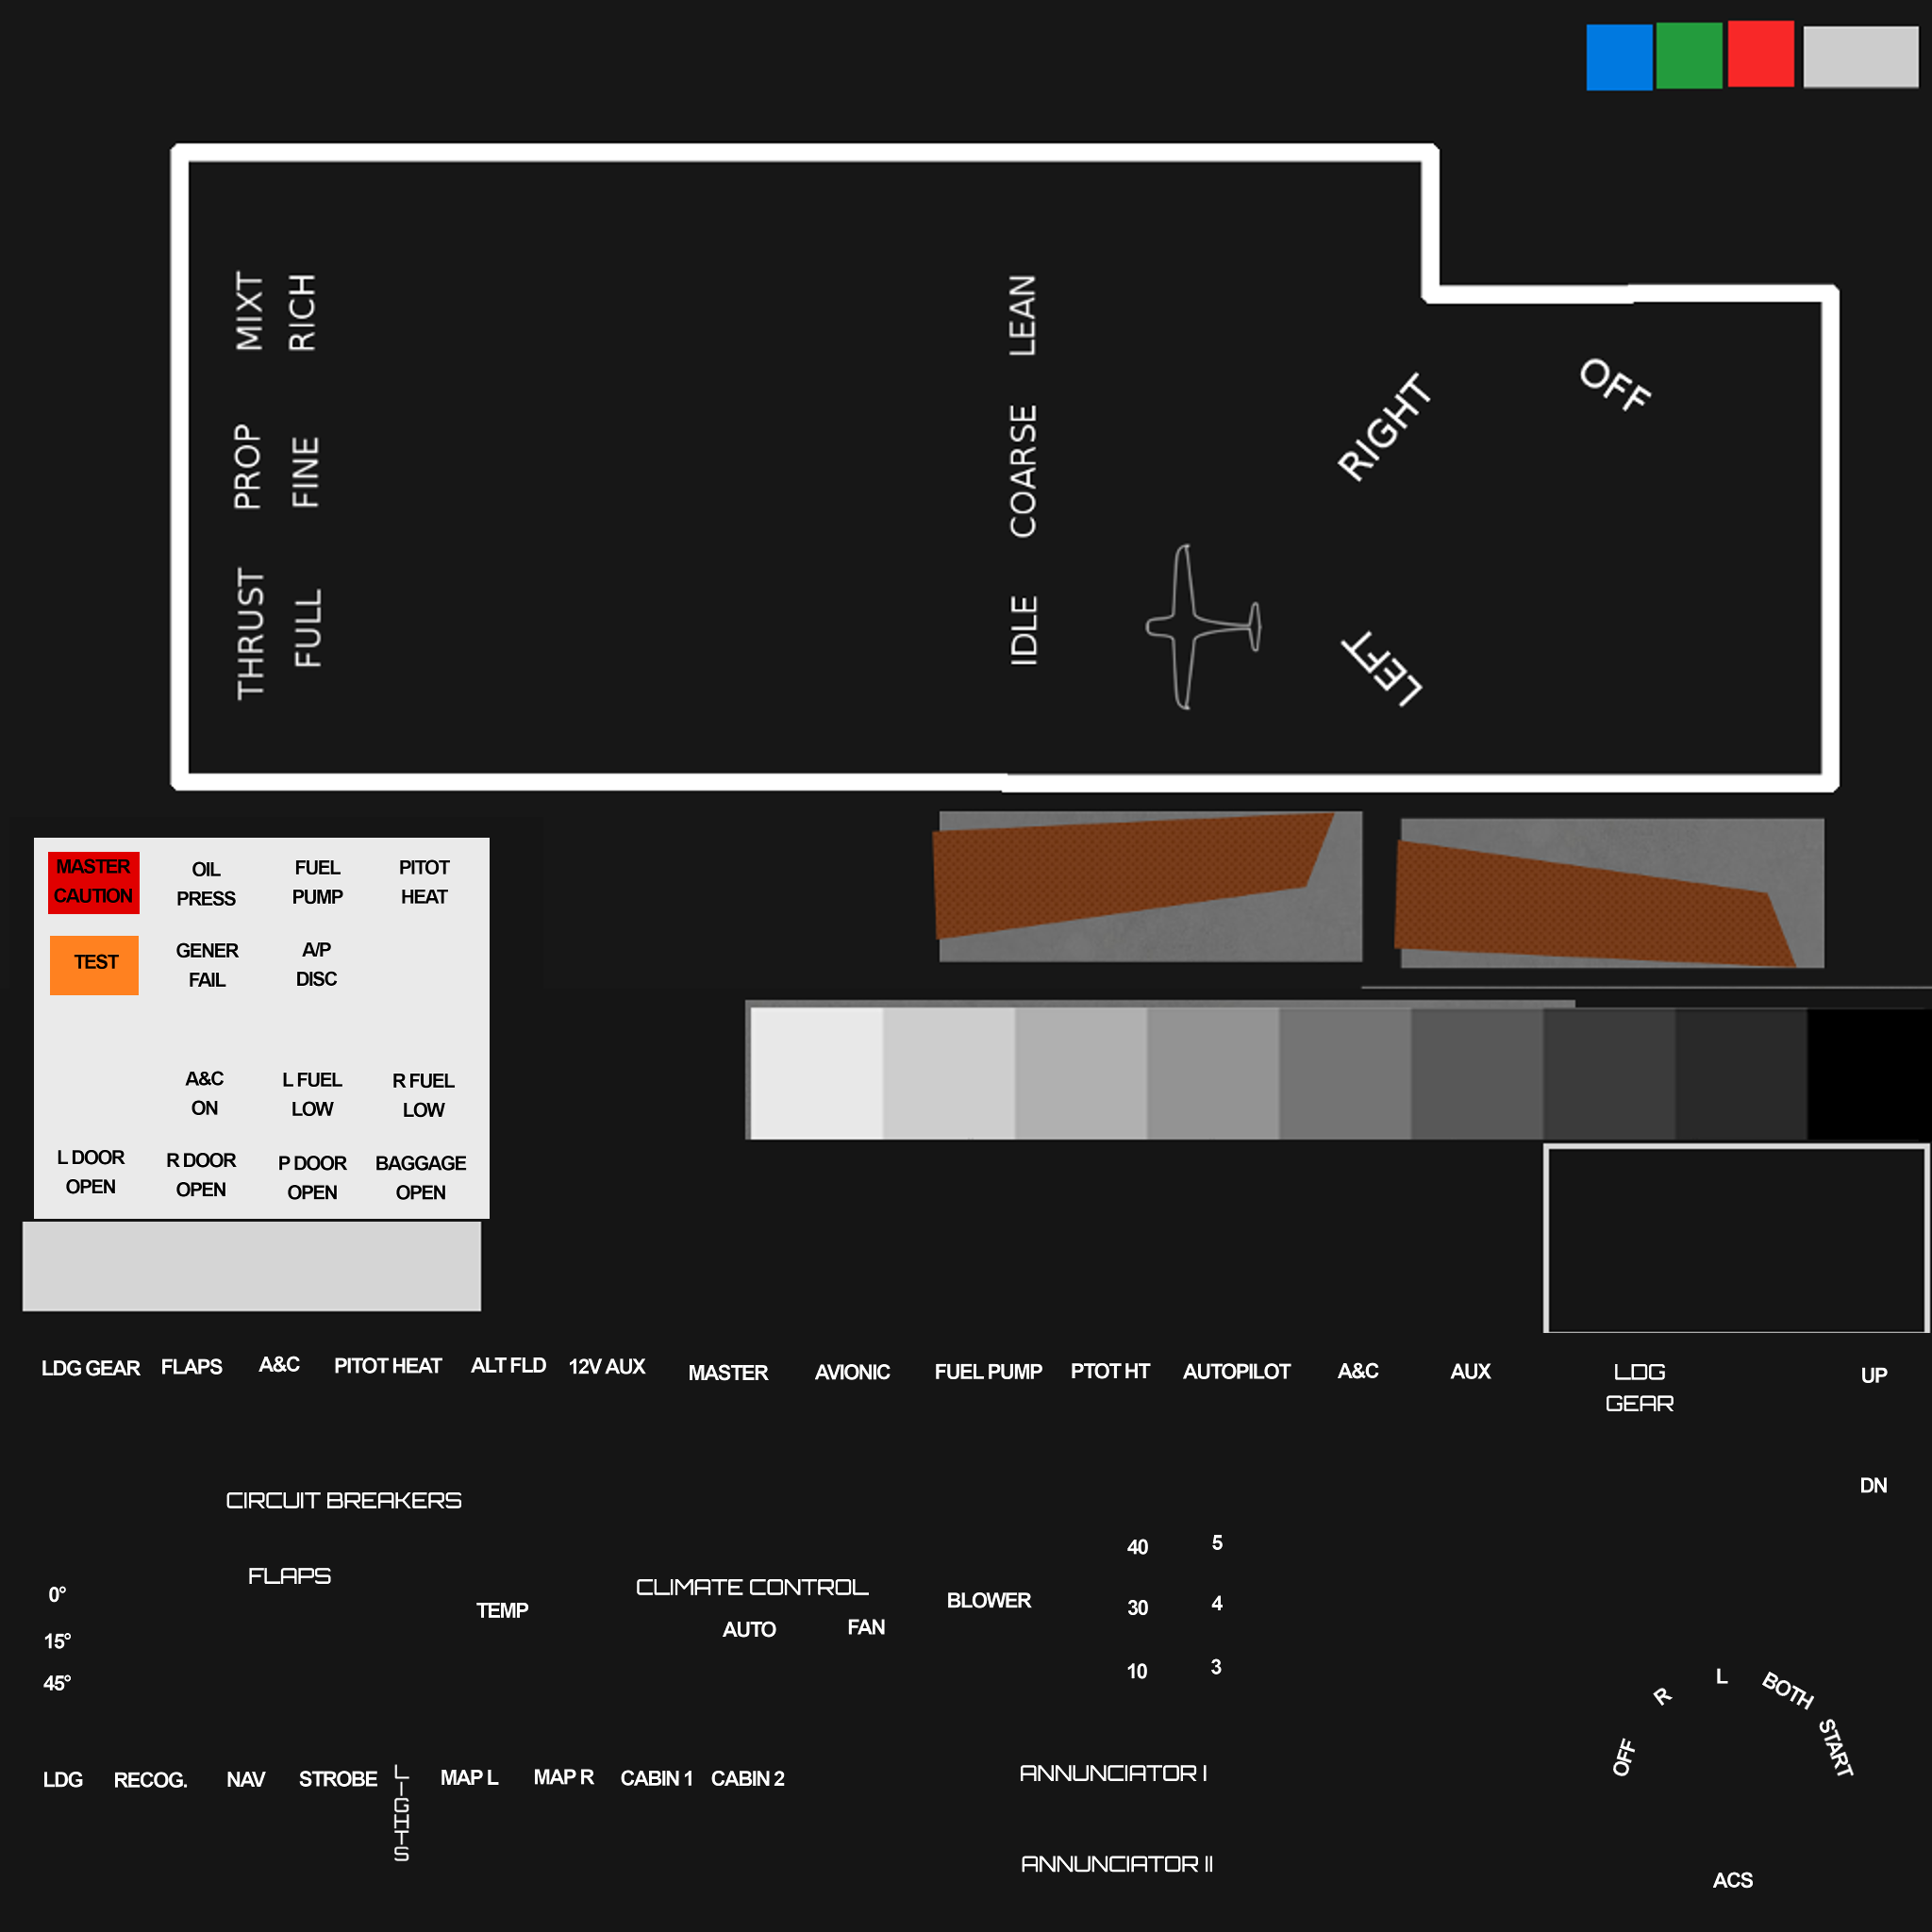 MIXT
RICH
LEAN
PROP
FINE
COARSE
THRUST
FULL
IDLE
RIGHT
OFF
LEFT
MASTER
CAUTION
OIL
PRESS
FUEL
PUMP
PITOT
HEAT
TEST
GENER
FAIL
A/P
DISC
A&C
ON
L FUEL
LOW
R FUEL
LOW
L DOOR
OPEN
R DOOR
OPEN
P DOOR
OPEN
BAGGAGE
OPEN
LDG GEAR
FLAPS
A&C
PITOT HEAT
ALT FLD
12V AUX
MASTER
AVIONIC
FUEL PUMP
PTOT HT
AUTOPILOT
A&C
AUX
LDG
GEAR
UP
DN
CIRCUIT BREAKERS
FLAPS
0°
15°
45°
TEMP
CLIMATE CONTROL
AUTO
FAN
BLOWER
40
5
30
4
10
3
OFF
R
L
BOTH
START
LDG
RECOG.
NAV
STROBE
LIGHTS
MAP L
MAP R
CABIN 1
CABIN 2
ANNUNCIATOR I
ANNUNCIATOR II
ACS